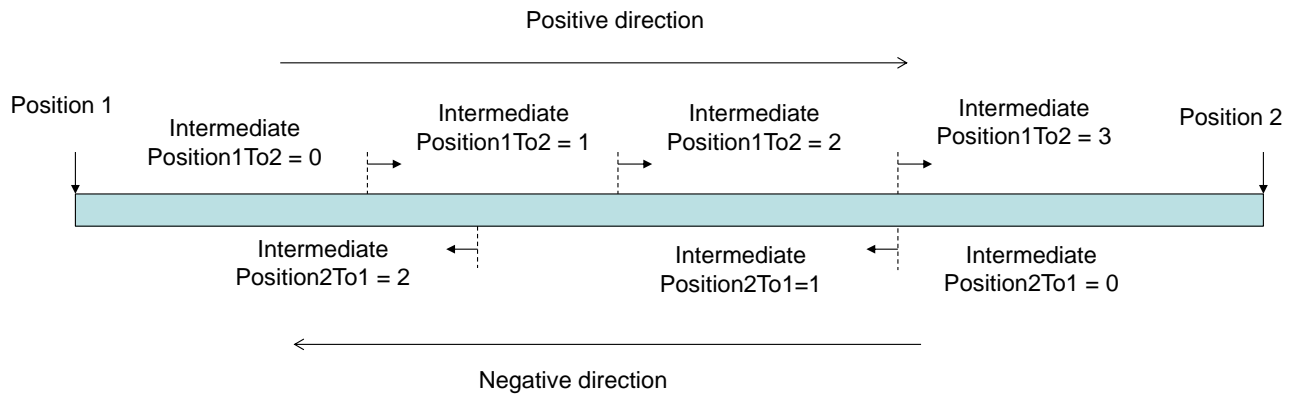 Positive direction
Position 1
Intermediate
Position1To2 = 0
Intermediate
Position1To2 = 1
Intermediate
Position1To2 = 2
Intermediate
Position1To2 = 3
Position 2
Intermediate
Position2To1 = 2
Intermediate
Position2To1=1
Intermediate
Position2To1 = 0
Negative direction